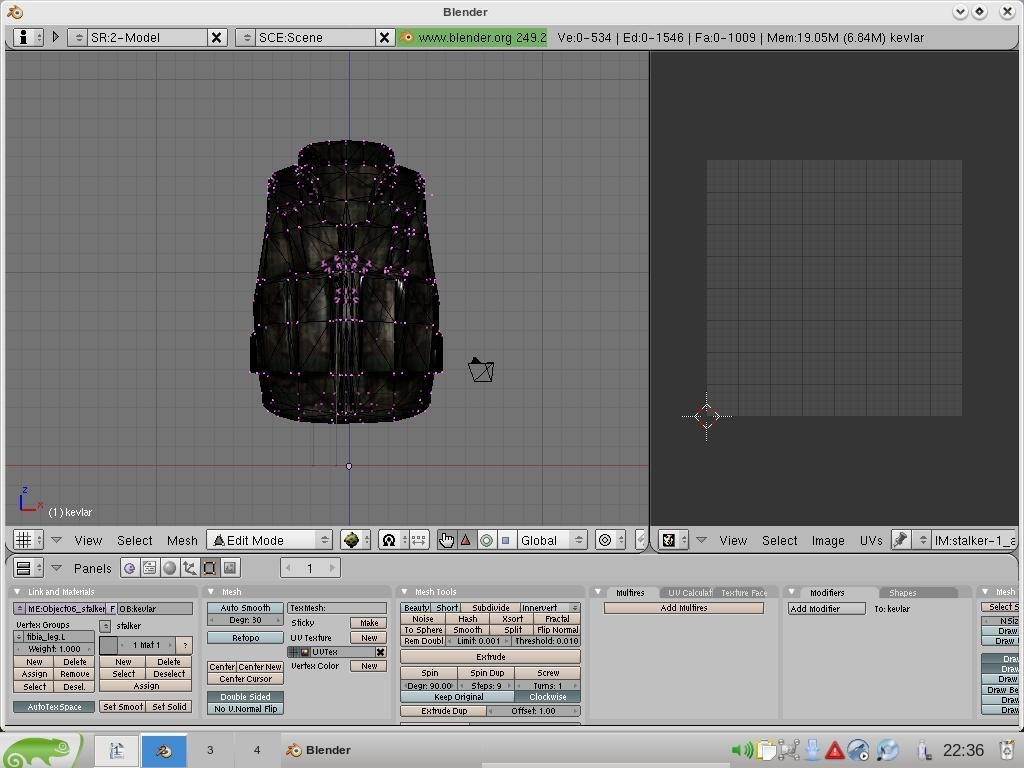 Blender
SR:2-Model
SCE:Scene
www.blender.org 249.2
Ve:0-534 | Ed:0-1546 | Fa:0-1009 | Mem:19.05M (6.84M) kevlar
z
x
(1) kevlar
View Select Mesh Edit Mode Global
View Select Image UVs IM:stalker-1_a
Panels 1
Link and Materials
ME:Object06_stalker F OB:kevlar
Vertex Groups
tibia_leg.L
Weight: 1.000
New Delete
Assign Remove
Select Desel.
AutoTexSpace
stalker
1 Mat 1 ?
New Delete
Select Deselect
Assign
Set Smoot Set Solid
Mesh
Auto Smooth
Degr: 30
Retopo
Center Center New
Center Cursor
Double Sided
No V.Normal Flip
TexMesh:
Sticky Make
UV Texture New
UVTex
Vertex Color New
Mesh Tools
Beauty Short Subdivide Innervert
Noise Hash Xsort Fractal
To Sphere Smooth Split Flip Normal
Rem Doubl Limit: 0.001 Threshold: 0.010
Extrude
Spin Spin Dup Screw
Degr: 90.00 Steps: 9 Turns: 1
Keep Original Clockwise
Extrude Dup Offset: 1.00
Multires UV Calculat Texture Face
Add Multires
Modifiers Shapes
Add Modifier To: kevlar
Mesh
Select S
NSiz
Draw
Draw
Draw
Draw
Draw
Draw Be
Draw
Draw
3 4 Blender 22:36